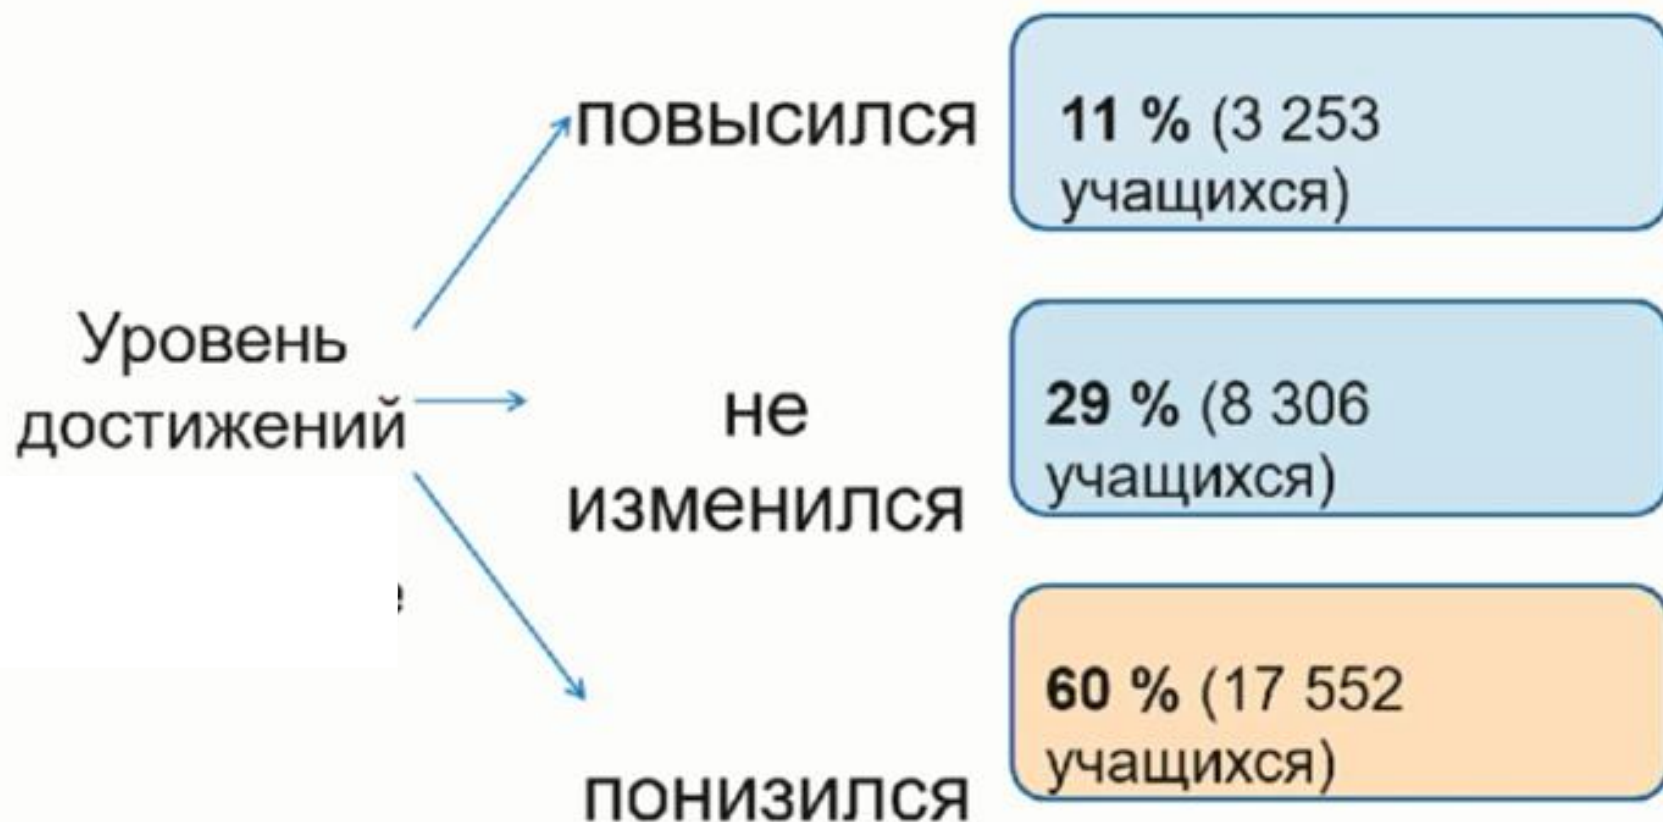 повысился
11 % (3 253
учащихся)
Уровень
достижений
не
изменился
29 % (8 306
учащихся)
понизился
60 % (17 552
учащихся)